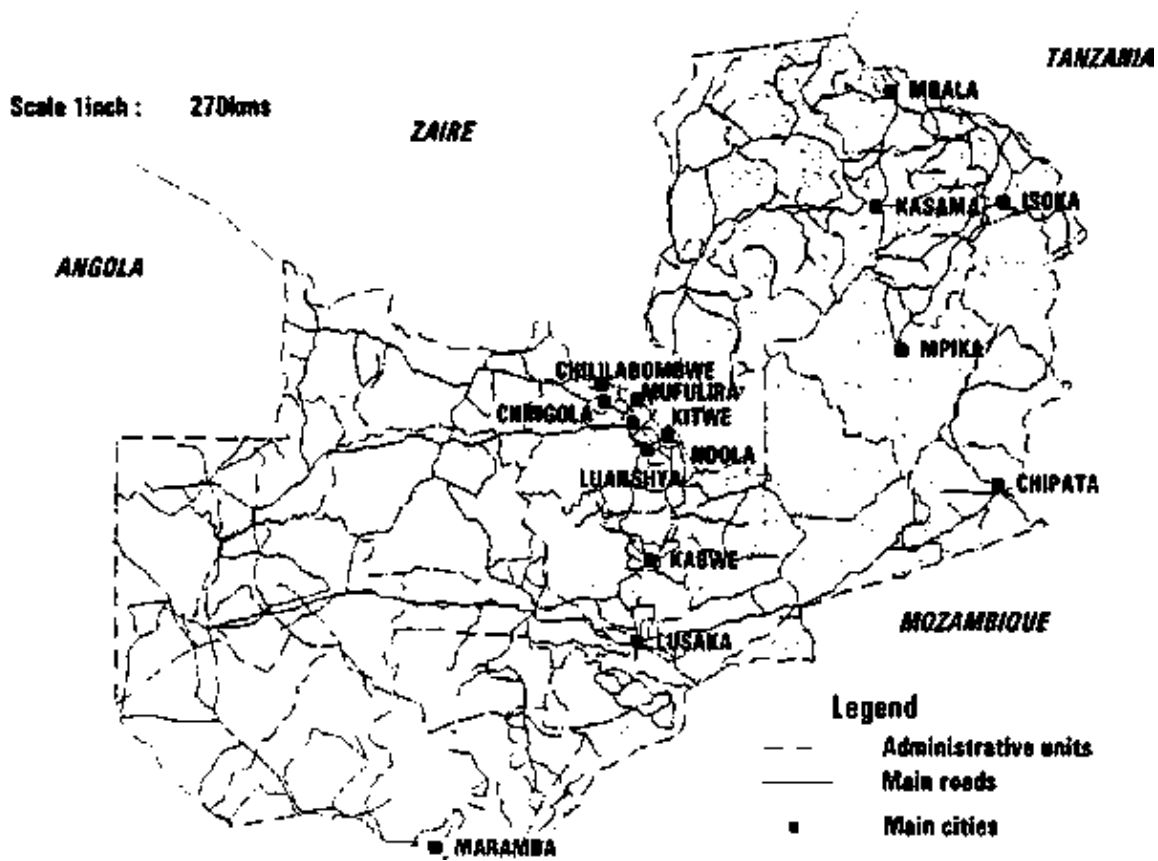 TANZANIA
MBALA
Scale 1inch : 270kms
ZAIRE
KASAMA
ISOKA
ANGOLA
MPIKA
CHILILABOMBWE
MUFULIRA
CHINGOLA
KITWE
NDOLA
LUANSHYA
CHIPATA
KABWE
MOZAMBIQUE
LUSAKA
Legend
Administrative units
Main roads
Main cities
MARAMBA